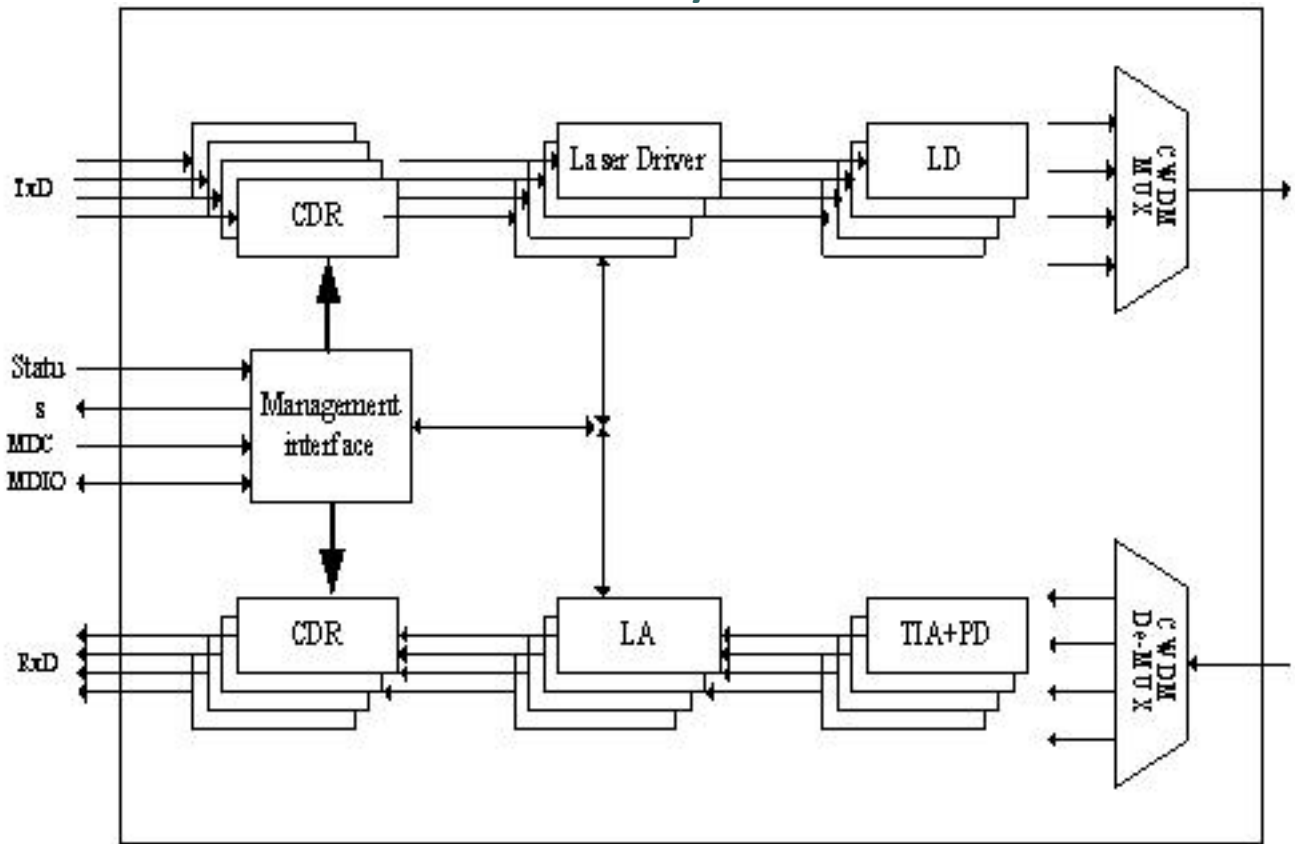 TxD
CDR
Laser Driver
LD
CWDM
MUX
Statu
s
MDC
MDIO
Management
interface
RxD
CDR
LA
TIA+PD
CWDM
De-MUX